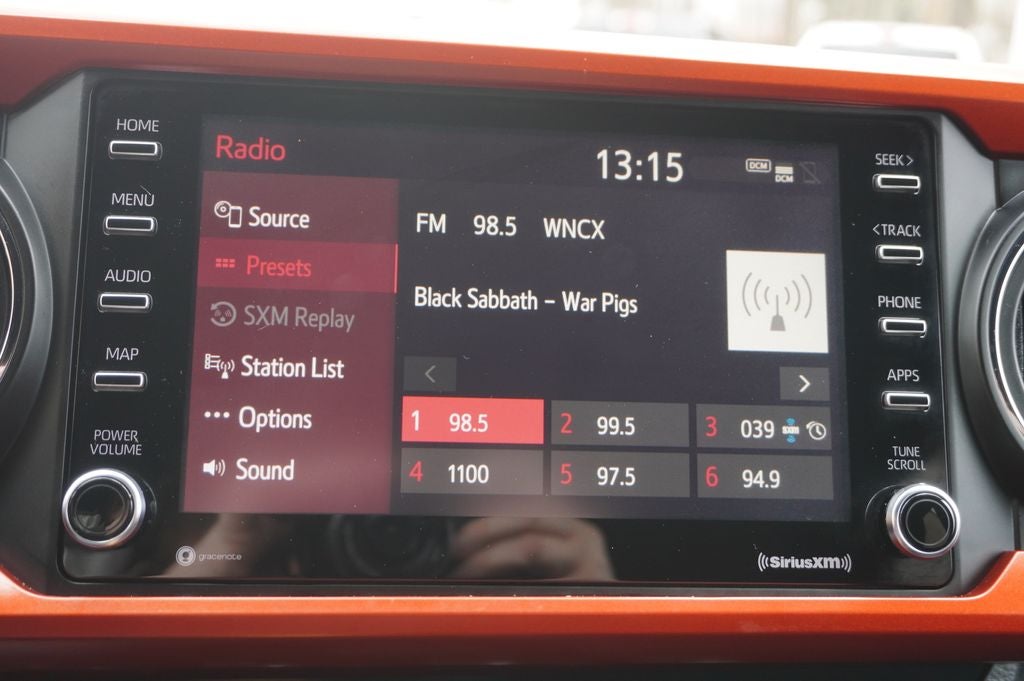 HOME
MENU
AUDIO
MAP
POWER
VOLUME
Radio
13:15
DCM
DCM
Source
Presets
SXM Replay
Station List
Options
Sound
FM 98.5 WNCX
Black Sabbath – War Pigs
<
>
1 98.5
2 99.5
3 039 SXM
4 1100
5 97.5
6 94.9
SEEK >
< TRACK
PHONE
APPS
TUNE
SCROLL
gracenote
((SiriusXM))